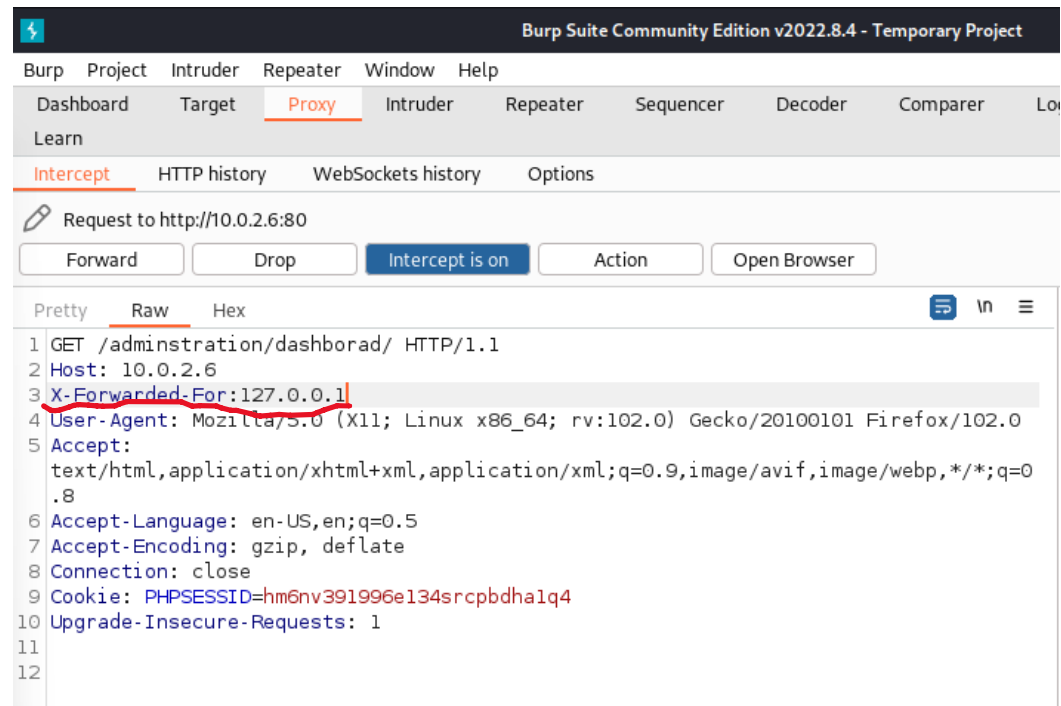 Burp Suite Community Edition v2022.8.4 - Temporary Project
Burp Project Intruder Repeater Window Help
Dashboard Target Proxy Intruder Repeater Sequencer Decoder Comparer
Learn
Intercept HTTP history WebSockets history Options
Request to http://10.0.2.6:80
Forward Drop Intercept is on Action Open Browser
Pretty Raw Hex \n
1 GET /adminstration/dashborad/ HTTP/1.1
2 Host: 10.0.2.6
3 X-Forwarded-For:127.0.0.1
4 User-Agent: Mozilla/5.0 (X11; Linux x86_64; rv:102.0) Gecko/20100101 Firefox/102.0
5 Accept:
text/html,application/xhtml+xml,application/xml;q=0.9,image/avif,image/webp,*/*;q=0
.8
6 Accept-Language: en-US,en;q=0.5
7 Accept-Encoding: gzip, deflate
8 Connection: close
9 Cookie: PHPSESSID=hm6nv391996e134srcpbdha1q4
10 Upgrade-Insecure-Requests: 1
11
12